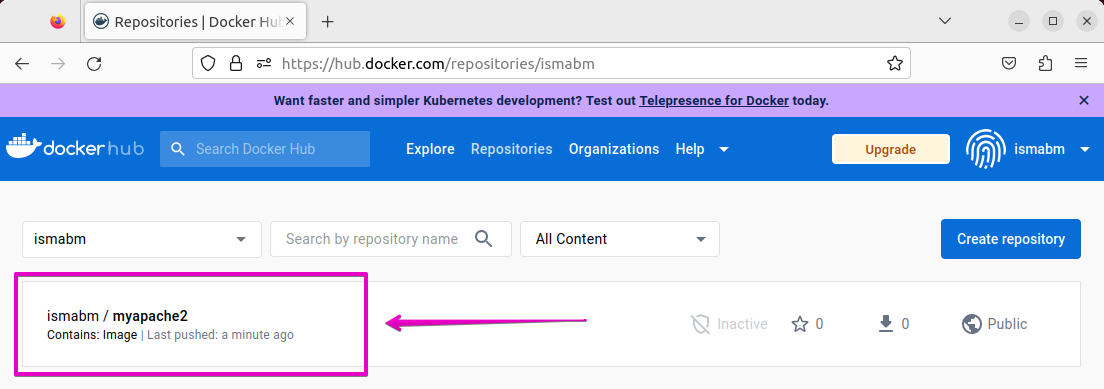 Repositories | Docker Hub
https://hub.docker.com/repositories/ismabm
Want faster and simpler Kubernetes development? Test out Telepresence for Docker today.
dockerhub
Search Docker Hub
Explore
Repositories
Organizations
Help
Upgrade
ismabm
ismabm
Search by repository name
All Content
Create repository
ismabm / myapache2
Contains: Image | Last pushed: a minute ago
Inactive
0
0
Public